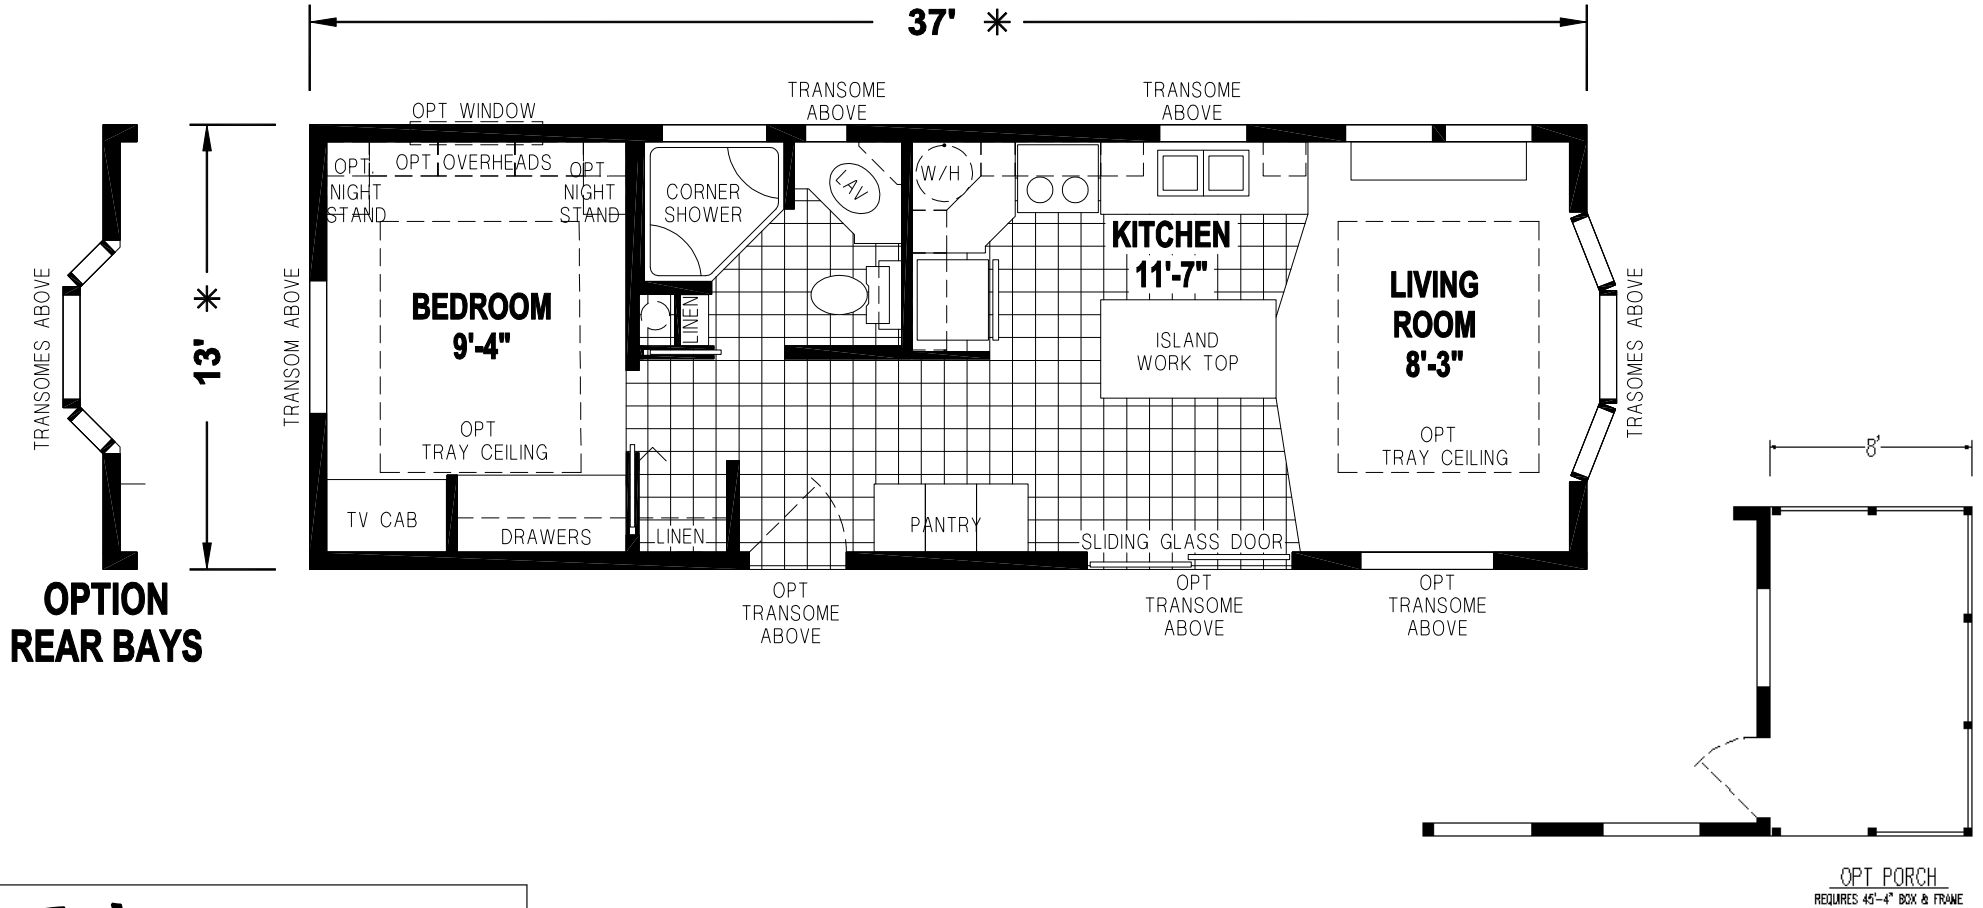 37' ✳
TRANSOME
ABOVE
TRANSOME
ABOVE
OPT WINDOW
OPT OVERHEADS
OPT
NIGHT
STAND
OPT
NIGHT
STAND
CORNER
SHOWER
LAV
W/H
KITCHEN
11'-7"
LIVING
ROOM
8'-3"
BEDROOM
9'-4"
LINEN
ISLAND
WORK TOP
TRANSOMES ABOVE
13' ✳
TRANSOM ABOVE
TRASOMES ABOVE
OPT
TRAY CEILING
OPT
TRAY CEILING
8'
TV CAB
DRAWERS
LINEN
PANTRY
SLIDING GLASS DOOR
OPT
TRANSOME
ABOVE
OPT
TRANSOME
ABOVE
OPT
TRANSOME
ABOVE
OPTION
REAR BAYS
OPT PORCH
REQUIRES 45'-4" BOX & FRAME